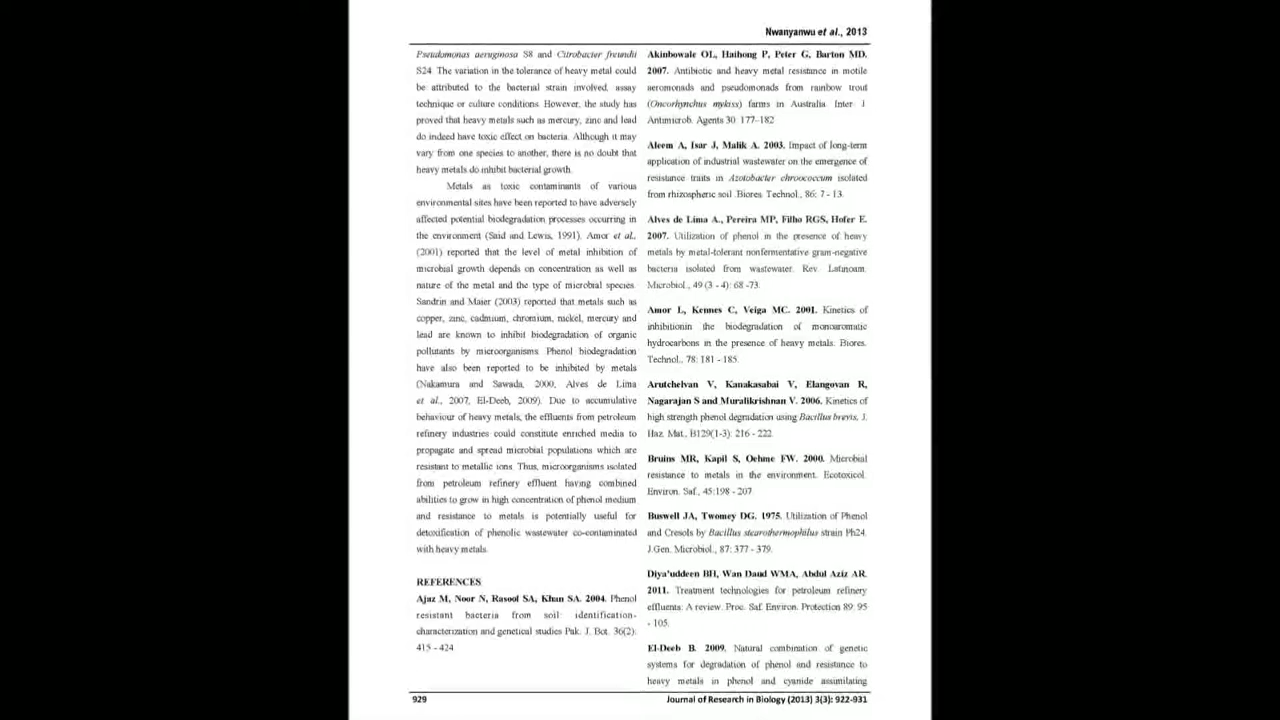 Nwanyanwu et al., 2013
Pseudomonas aeruginosa S8 and Citrobacter freundii
S24. The variation in the tolerance of heavy metal could
be attributed to the bacterial strain involved, assay
technique or culture conditions. However, the study has
proved that heavy metals such as mercury, zinc and lead
do indeed have toxic effect on bacteria. Although it may
vary from one species to another, there is no doubt that
heavy metals do inhibit bacterial growth.
Metals as toxic contaminants of various
environmental sites have been reported to have adversely
affected potential biodegradation processes occurring in
the environment (Said and Lewis, 1991). Amor et al.,
(2001) reported that the level of metal inhibition of
microbial growth depends on concentration as well as
nature of the metal and the type of microbial species.
Sandrin and Maier (2003) reported that metals such as
copper, zinc, cadmium, chromium, nickel, mercury and
lead are known to inhibit biodegradation of organic
pollutants by microorganisms. Phenol biodegradation
have also been reported to be inhibited by metals
(Nakamura and Sawada, 2000, Alves de Lima
et al., 2007, El-Deeb, 2009). Due to accumulative
behaviour of heavy metals, the effluents from petroleum
refinery industries could constitute enriched media to
propagate and spread microbial populations which are
resistant to metallic ions. Thus, microorganisms isolated
from petroleum refinery effluent having combined
abilities to grow in high concentration of phenol medium
and resistance to metals is potentially useful for
detoxification of phenolic wastewater co-contaminated
with heavy metals.
REFERENCES
Ajaz M, Noor N, Rasool SA, Khan SA. 2004. Phenol
resistant bacteria from soil: identification-
characterization and genetical studies Pak. J. Bot. 36(2):
415 - 424
Akinbowale OL, Haihong P, Peter G, Barton MD.
2007. Antibiotic and heavy metal resistance in motile
aeromonads and pseudomonads from rainbow trout
(Oncorhynchus mykiss) farms in Australia. Inter. J.
Antimicrob. Agents 30: 177–182
Aleem A, Isar J, Malik A. 2003. Impact of long-term
application of industrial wastewater on the emergence of
resistance traits in Azotobacter chroococcum isolated
from rhizospheric soil .Biores Technol., 86: 7 - 13.
Alves de Lima A., Pereira MP, Filho RGS, Hofer E.
2007. Utilization of phenol in the presence of heavy
metals by metal-tolerant nonfermentative gram-negative
bacteria isolated from wastewater. Rev. Latinoam.
Microbiol., 49 (3 - 4): 68 -73.
Amor L, Kennes C, Veiga MC. 2001. Kinetics of
inhibitionin the biodegradation of monoaromatic
hydrocarbons in the presence of heavy metals. Biores.
Technol., 78: 181 - 185.
Arutchelvan V, Kanakasabai V, Elangovan R,
Nagarajan S and Muralikrishnan V. 2006. Kinetics of
high strength phenol degradation using Bacillus brevis, J.
Haz. Mat., B129(1-3): 216 - 222.
Bruins MR, Kapil S, Oehme FW. 2000. Microbial
resistance to metals in the environment. Ecotoxicol.
Environ. Saf., 45:198 - 207
Buswell JA, Twomey DG. 1975. Utilization of Phenol
and Cresols by Bacillus stearothermophilus strain Ph24.
J.Gen. Microbiol., 87: 377 - 379.
Diya'uddeen BH, Wan Daud WMA, Abdul Aziz AR.
2011. Treatment technologies for petroleum refinery
effluents: A review. Proc. Saf. Environ. Protection 89: 95
- 105.
El-Deeb B. 2009. Natural combination of genetic
systems for degradation of phenol and resistance to
heavy metals in phenol and cyanide assimilating
929
Journal of Research in Biology (2013) 3(3): 922-931